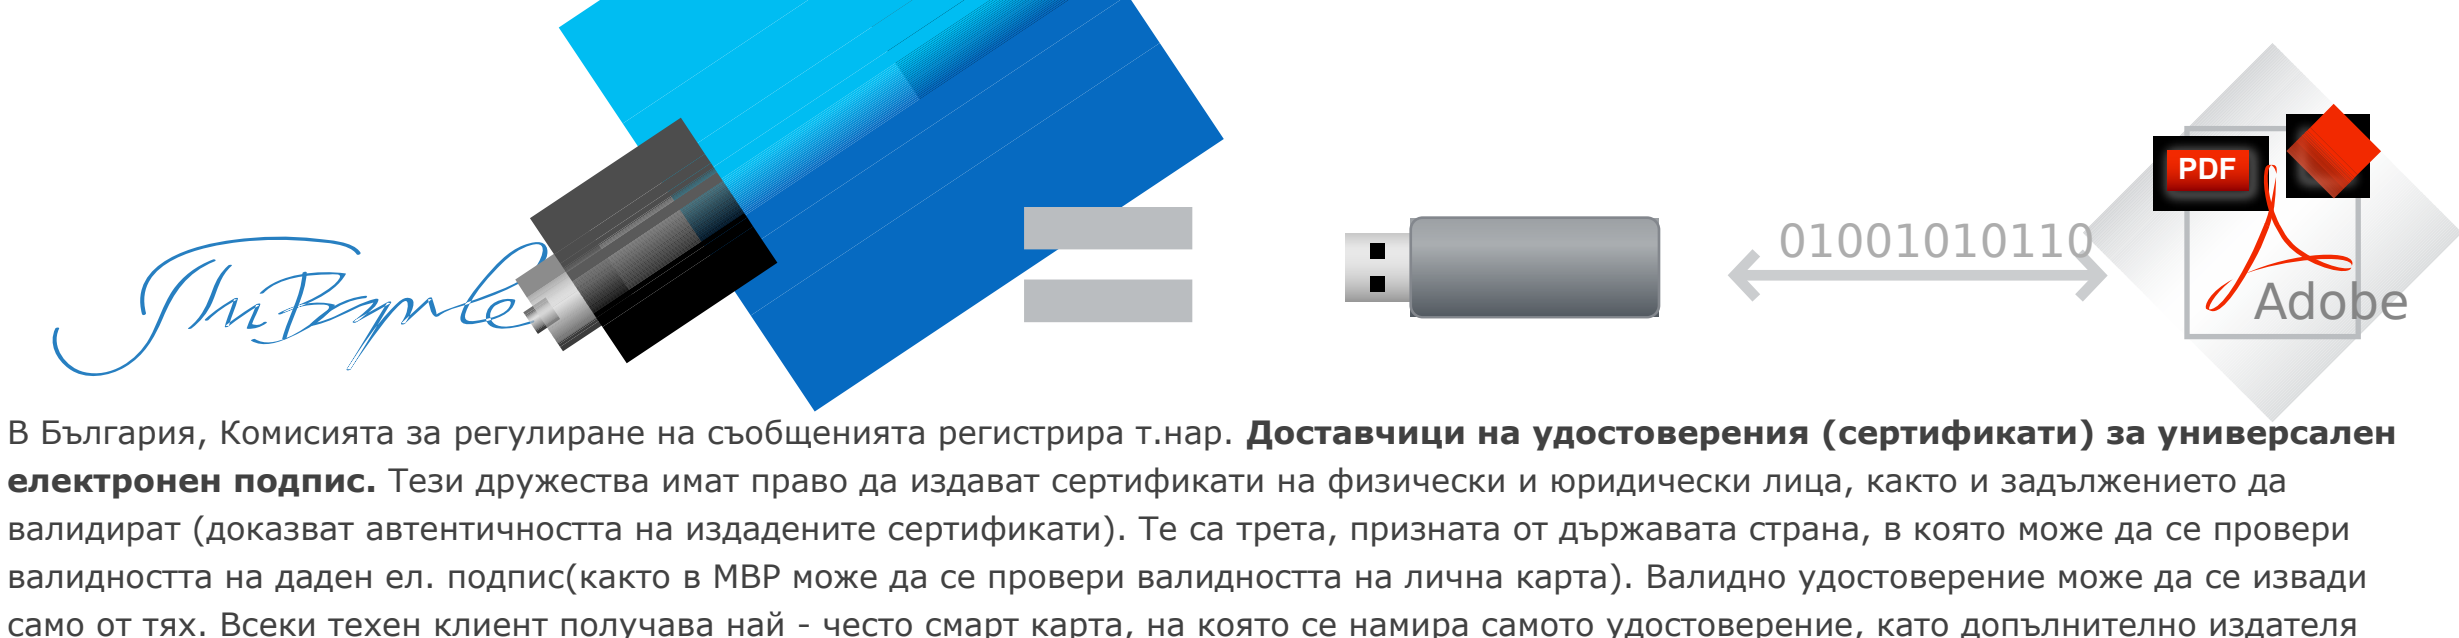 PDF
01001010110
Adobe
В България, Комисията за регулиране на съобщенията регистрира т.нар. Доставчици на удостоверения (сертификати) за универсален
електронен подпис. Тези дружества имат право да издават сертификати на физически и юридически лица, както и задължението да
валидират (доказват автентичността на издадените сертификати). Те са трета, призната от държавата страна, в която може да се провери
валидността на даден ел. подпис(както в МВР може да се провери валидността на лична карта). Валидно удостоверение може да се извади
само от тях. Всеки техен клиент получава най - често смарт карта, на която се намира самото удостоверение, като допълнително издателя